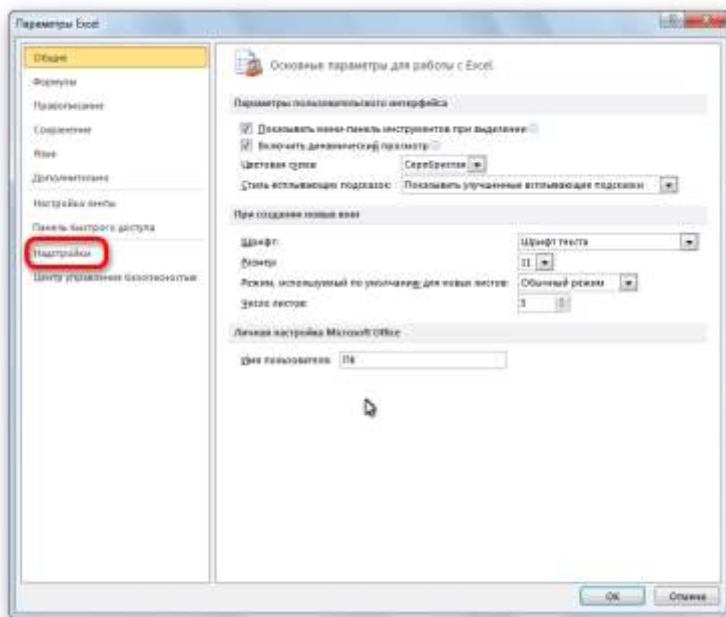 Параметры Excel
Общие
Формулы
Правописание
Сохранение
Язык
Дополнительно
Настройка ленты
Панель быстрого доступа
Надстройки
Центр управления безопасностью
Основные параметры для работы с Excel.
Параметры пользовательского интерфейса
Показывать мини-панель инструментов при выделении
Включить динамический просмотр
Цветовая схема: Серебристая
Стиль всплывающих подсказок: Показывать улучшенные всплывающие подсказки
При создании новых книг
Шрифт: Шрифт текста
Размер: 11
Режим, используемый по умолчанию для новых листов: Обычный режим
Число листов: 3
Личная настройка Microsoft Office
Имя пользователя:
ОК Отмена